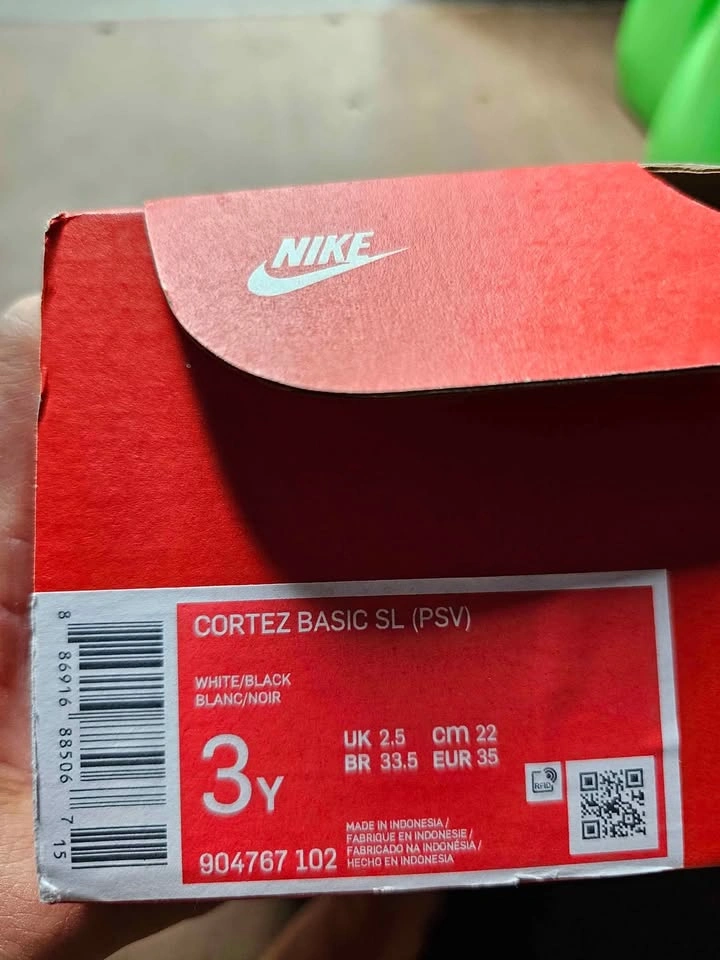 NIKE
CORTEZ BASIC SL (PSV)
WHITE/BLACK
BLANC/NOIR
3Y
UK 2.5 cm 22
BR 33.5 EUR 35
RFID
MADE IN INDONESIA /
FABRIQUE EN INDONESIE /
FABRICADO NA INDONÉSIA /
HECHO EN INDONESIA
904767 102
8 86916 88506 7 15